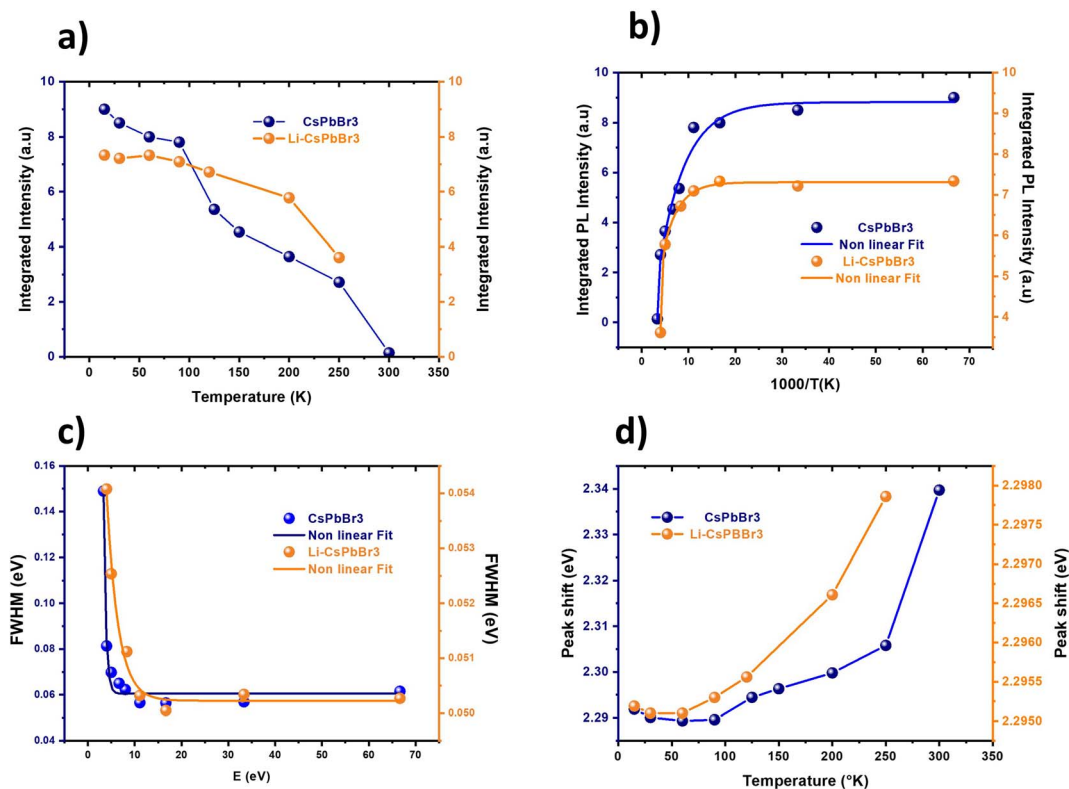 a)
10
9
8
7
6
5
4
3
2
1
0
Integrated Intensity (a.u)
Integrated Intensity (a.u)
10
8
6
4
2
0
CsPbBr3
Li-CsPbBr3
0 50 100 150 200 250 300 350
Temperature (K)
b)
10
8
6
4
2
0
Integrated PL Intensity (a.u)
10
9
8
7
6
5
4
Integrated PL Intensity (a.u)
CsPbBr3
Non linear Fit
Li-CsPbBr3
Non linear Fit
0 10 20 30 40 50 60 70
1000/T(K)
c)
0.16
0.14
0.12
0.10
0.08
0.06
0.04
FWHM (eV)
0.054
0.053
0.052
0.051
0.050
FWHM (eV)
CsPbBr3
Non linear Fit
Li-CsPbBr3
Non linear Fit
0 10 20 30 40 50 60 70
E (eV)
d)
2.34
2.33
2.32
2.31
2.30
2.29
Peak shift (eV)
2.2980
2.2975
2.2970
2.2965
2.2960
2.2955
2.2950
Peak shift (eV)
CsPbBr3
Li-CsPBBr3
0 50 100 150 200 250 300 350
Temperature (°K)